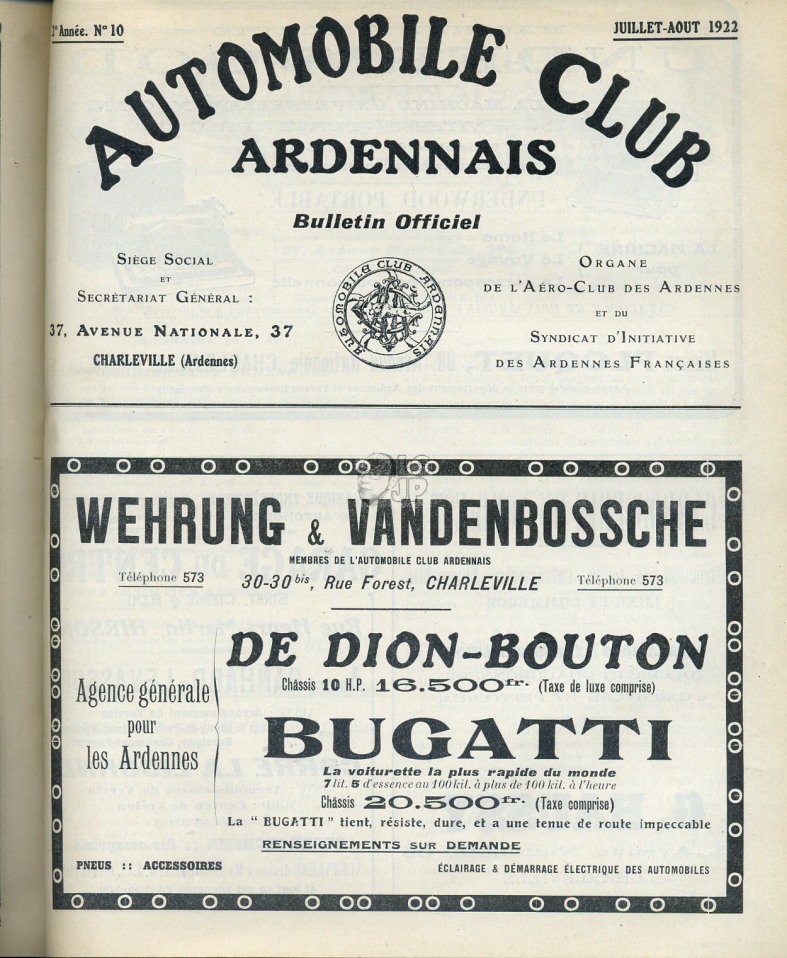 2e Année. No 10
JUILLET-AOUT 1922
AUTOMOBILE CLUB
ARDENNAIS
Bulletin Officiel
SIÈGE SOCIAL
ET
SECRÉTARIAT GÉNÉRAL :
37, AVENUE NATIONALE, 37
CHARLEVILLE (Ardennes)
AUTOMOBILE CLUB ARDENNAIS
ORGANE
DE L'AÉRO-CLUB DES ARDENNES
ET DU
SYNDICAT D'INITIATIVE
DES ARDENNES FRANÇAISES
WEHRUNG & VANDENBOSSCHE
MEMBRES DE L'AUTOMOBILE CLUB ARDENNAIS
Téléphone 573
30-30 bis, Rue Forest, CHARLEVILLE
Téléphone 573
Agence générale
pour
les Ardennes
DE DION-BOUTON
Châssis 10 H.P. 16.500fr. (Taxe de luxe comprise)
BUGATTI
La voiturette la plus rapide du monde
7 lit. 5 d'essence au 100 kil. à plus de 100 kil. à l'heure
Châssis 20.500fr. (Taxe comprise)
La "BUGATTI" tient, résiste, dure, et a une tenue de route impeccable
RENSEIGNEMENTS SUR DEMANDE
PNEUS :: ACCESSOIRES
ÉCLAIRAGE & DÉMARRAGE ÉLECTRIQUE DES AUTOMOBILES